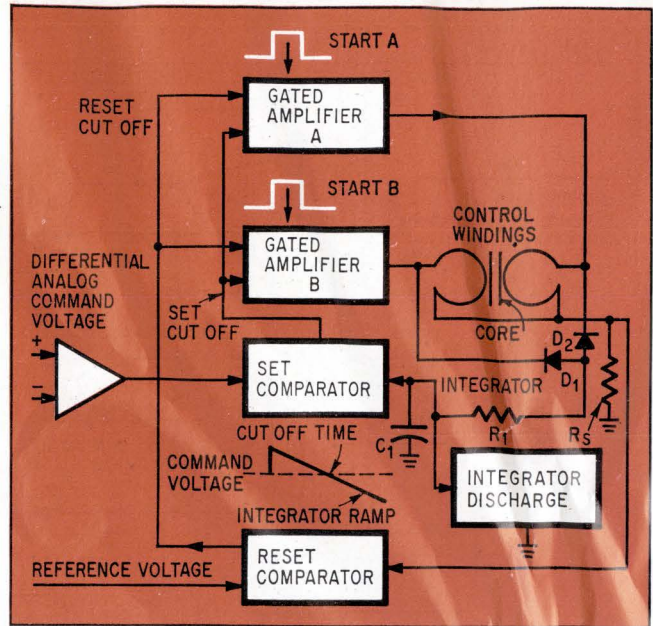 START A
GATED
AMPLIFIER
A
RESET
CUT OFF
START B
GATED
AMPLIFIER
B
CONTROL
WINDINGS
DIFFERENTIAL
ANALOG
COMMAND
VOLTAGE
+
−
SET
CUT OFF
CORE
D2
D1
SET
COMPARATOR
INTEGRATOR
C1
R1
RS
CUT OFF TIME
COMMAND
VOLTAGE
INTEGRATOR RAMP
INTEGRATOR
DISCHARGE
REFERENCE VOLTAGE
RESET
COMPARATOR